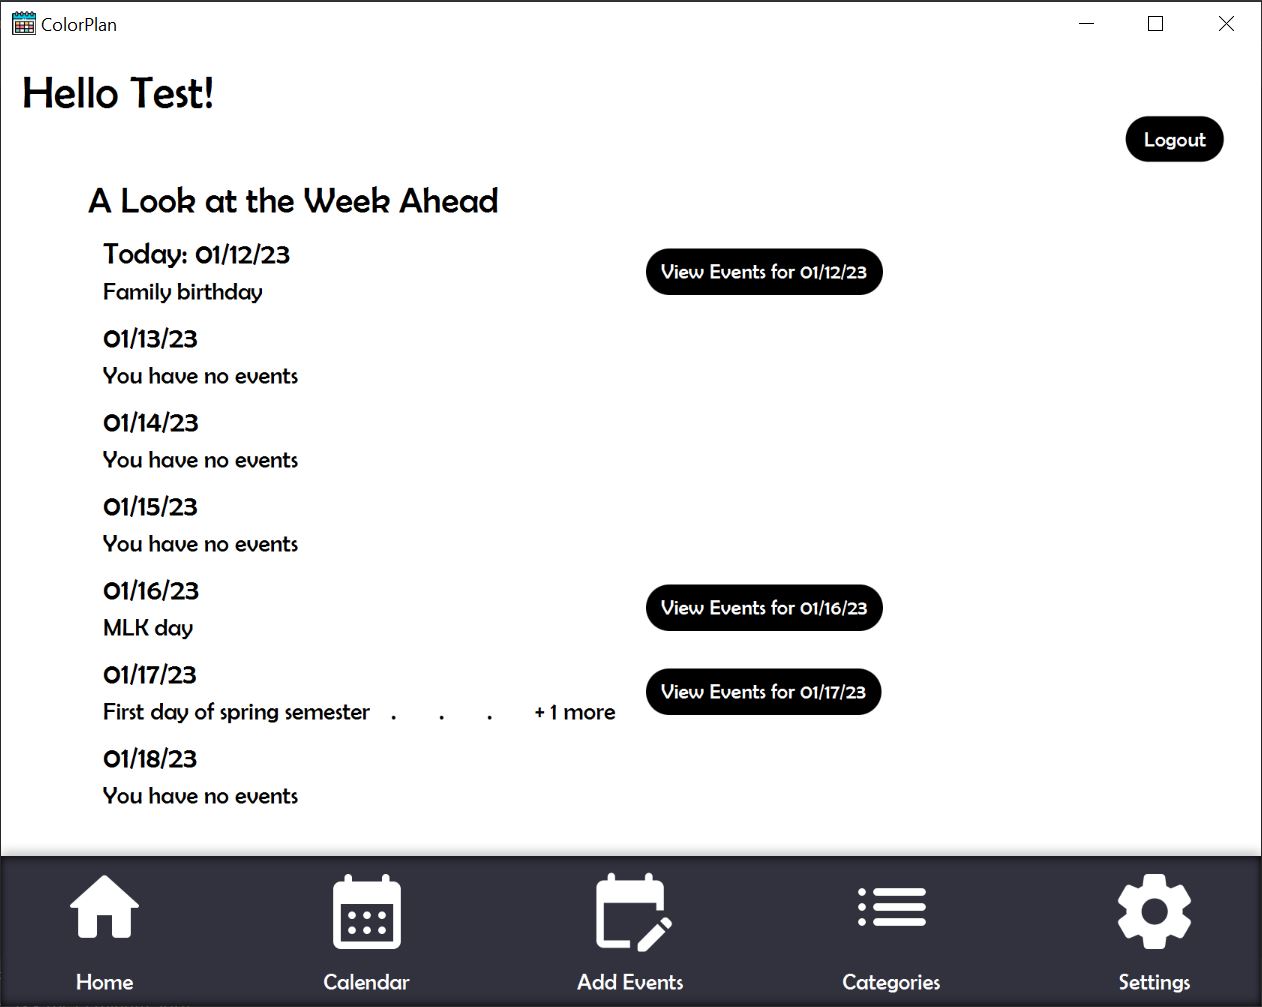 ColorPlan
Hello Test!
Logout
A Look at the Week Ahead
Today: 01/12/23
View Events for 01/12/23
Family birthday
01/13/23
You have no events
01/14/23
You have no events
01/15/23
You have no events
01/16/23
View Events for 01/16/23
MLK day
01/17/23
View Events for 01/17/23
First day of spring semester . . . + 1 more
01/18/23
You have no events
Home Calendar Add Events Categories Settings